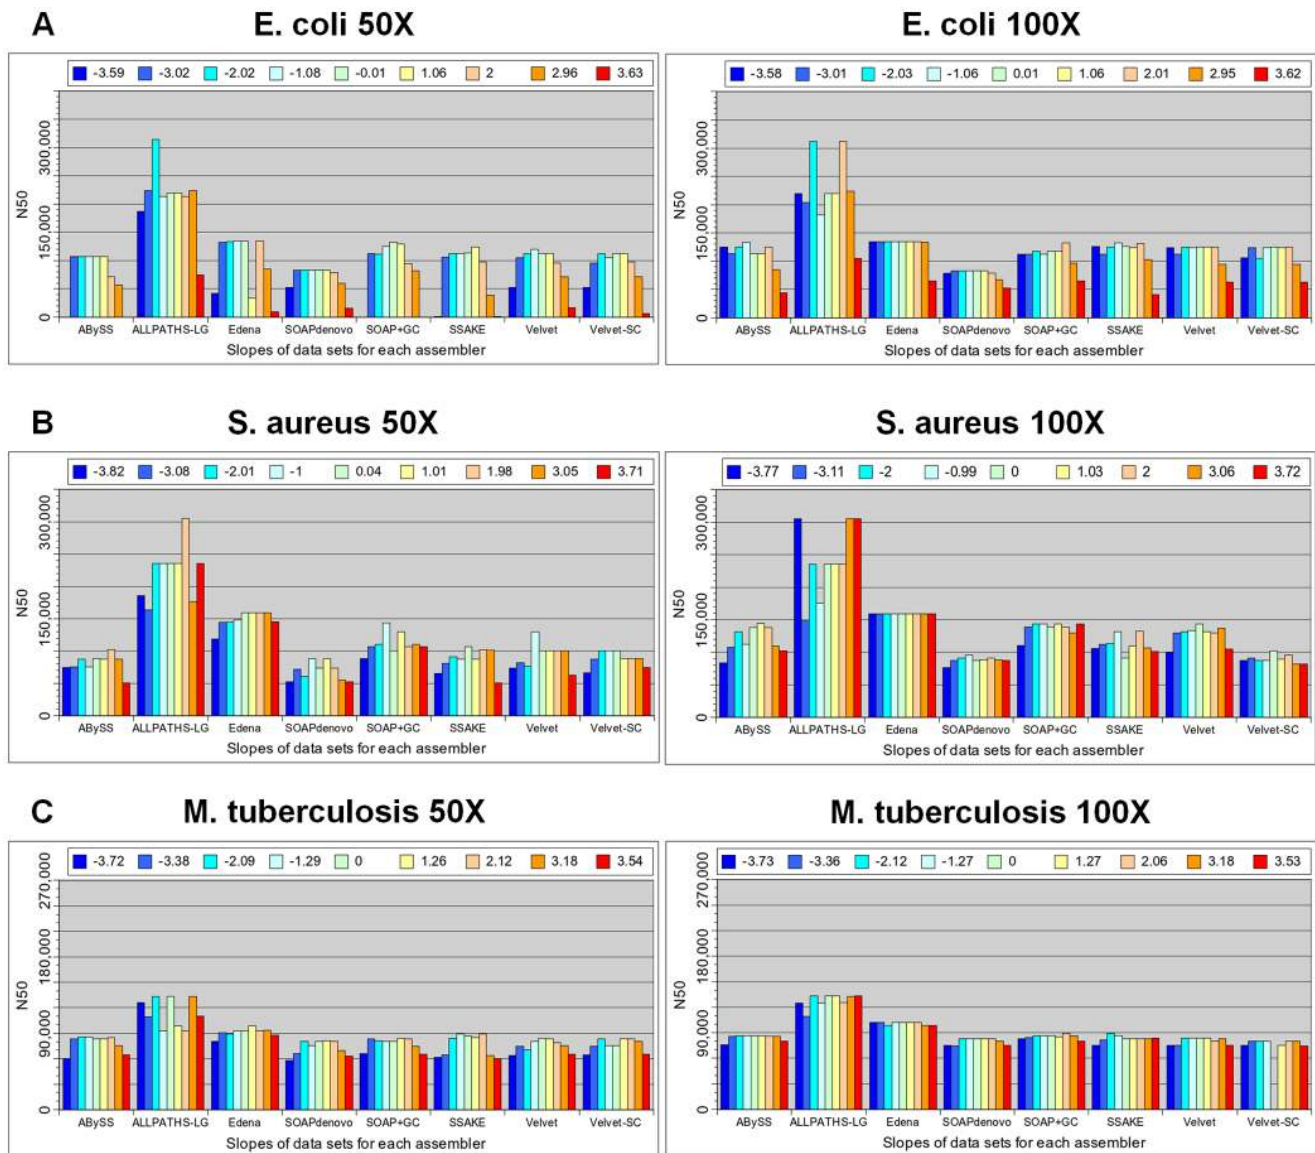 A
E. coli 50X
E. coli 100X
-3.59 -3.02 -2.02 -1.08 -0.01 1.06 2 2.96 3.63
-3.58 -3.01 -2.03 -1.06 0.01 1.06 2.01 2.95 3.62
N50
300,000
150,000
0
ABySS ALLPATHS-LG Edena SOAPdenovo SOAP+GC SSAKE Velvet Velvet-SC
Slopes of data sets for each assembler
N50
300,000
150,000
0
ABySS ALLPATHS-LG Edena SOAPdenovo SOAP+GC SSAKE Velvet Velvet-SC
Slopes of data sets for each assembler
B
S. aureus 50X
S. aureus 100X
-3.82 -3.08 -2.01 -1 0.04 1.01 1.98 3.05 3.71
-3.77 -3.11 -2 -0.99 0 1.03 2 3.06 3.72
N50
300,000
150,000
0
ABySS ALLPATHS-LG Edena SOAPdenovo SOAP+GC SSAKE Velvet Velvet-SC
Slopes of data sets for each assembler
N50
300,000
150,000
0
ABySS ALLPATHS-LG Edena SOAPdenovo SOAP+GC SSAKE Velvet Velvet-SC
Slopes of data sets for each assembler
C
M. tuberculosis 50X
M. tuberculosis 100X
-3.72 -3.38 -2.09 -1.29 0 1.26 2.12 3.18 3.54
-3.73 -3.36 -2.12 -1.27 0 1.27 2.06 3.18 3.53
N50
270,000
180,000
90,000
0
ABySS ALLPATHS-LG Edena SOAPdenovo SOAP+GC SSAKE Velvet Velvet-SC
Slopes of data sets for each assembler
N50
270,000
180,000
90,000
0
ABySS ALLPATHS-LG Edena SOAPdenovo SOAP+GC SSAKE Velvet Velvet-SC
Slopes of data sets for each assembler